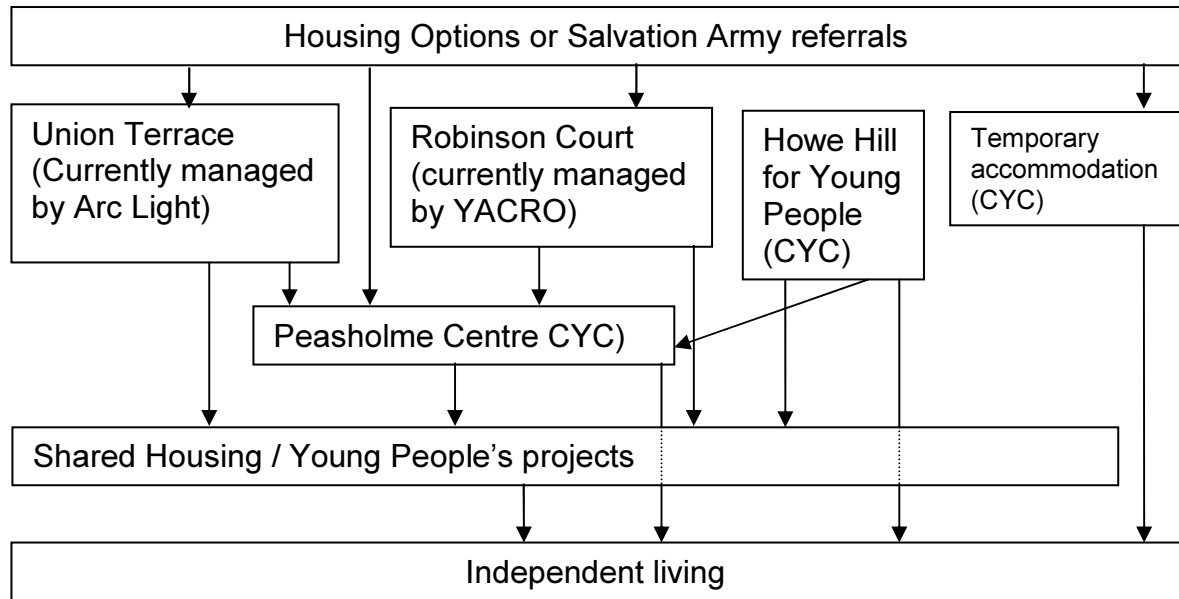 Housing Options or Salvation Army referrals
Union Terrace
(Currently managed
by Arc Light)
Robinson Court
(currently managed
by YACRO)
Howe Hill
for Young
People
(CYC)
Temporary
accommodation
(CYC)
Peasholme Centre CYC)
Shared Housing / Young People’s projects
Independent living